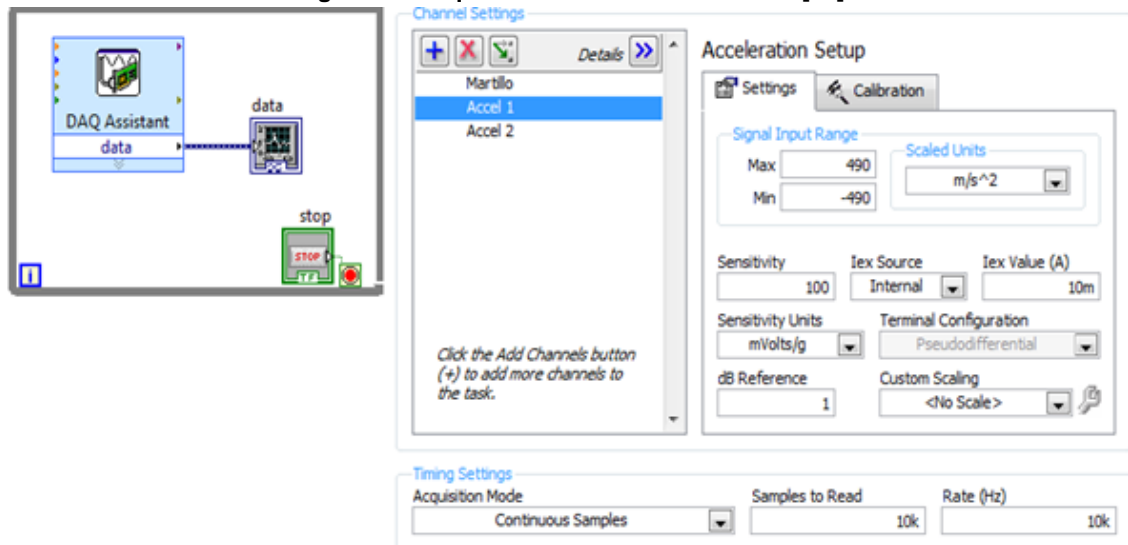 DAQ Assistant
data
data
stop
STOP
TF
i
Channel Settings
Details
Martillo
Accel 1
Accel 2
Click the Add Channels button
(+) to add more channels to
the task.
Acceleration Setup
Settings
Calibration
Signal Input Range
Max 490
Min -490
Scaled Units
m/s^2
Sensitivity Iex Source Iex Value (A)
100 Internal 10m
Sensitivity Units Terminal Configuration
mVolts/g Pseudodifferential
dB Reference Custom Scaling
1 <No Scale>
Timing Settings
Acquisition Mode Samples to Read Rate (Hz)
Continuous Samples 10k 10k